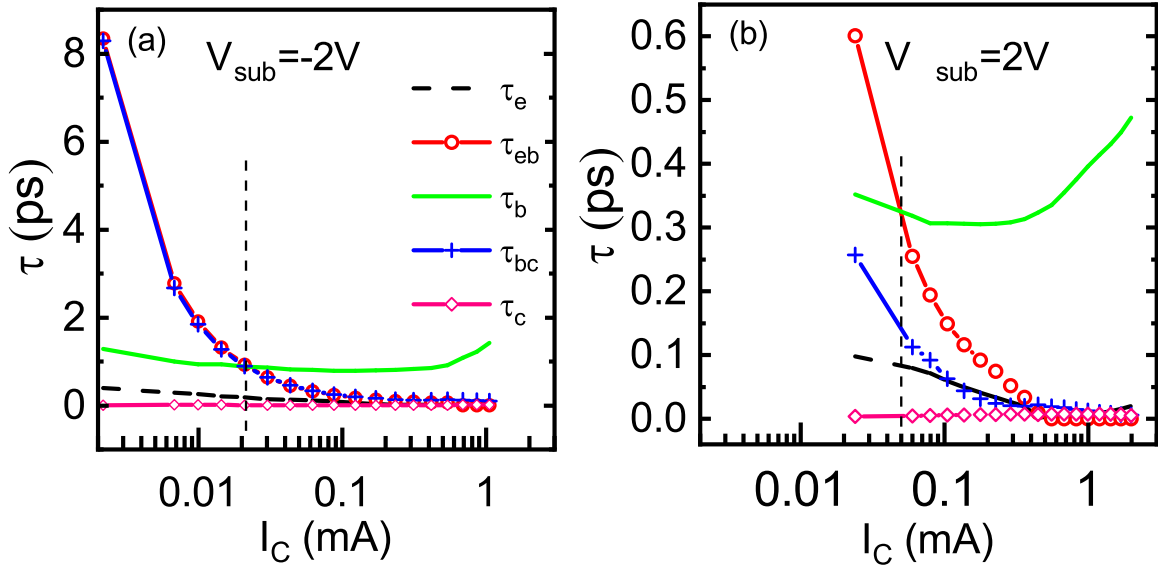 (a)
V_sub=-2V
τ_e
τ_eb
τ_b
τ_bc
τ_c
8
6
4
2
0
τ (ps)
0.01
0.1
1
I_C (mA)
(b)
V sub=2V
0.6
0.5
0.4
0.3
0.2
0.1
0.0
τ (ps)
0.01
0.1
1
I_C (mA)